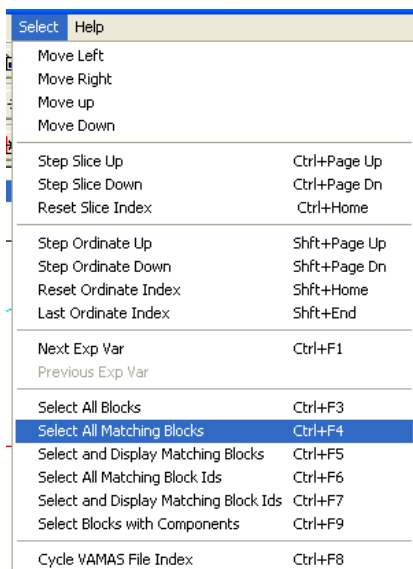 Select Help
Move Left
Move Right
Move up
Move Down
Step Slice Up Ctrl+Page Up
Step Slice Down Ctrl+Page Dn
Reset Slice Index Ctrl+Home
Step Ordinate Up Shft+Page Up
Step Ordinate Down Shft+Page Dn
Reset Ordinate Index Shft+Home
Last Ordinate Index Shft+End
Next Exp Var Ctrl+F1
Previous Exp Var
Select All Blocks Ctrl+F3
Select All Matching Blocks Ctrl+F4
Select and Display Matching Blocks Ctrl+F5
Select All Matching Block Ids Ctrl+F6
Select and Display Matching Block Ids Ctrl+F7
Select Blocks with Components Ctrl+F9
Cycle VAMAS File Index Ctrl+F8